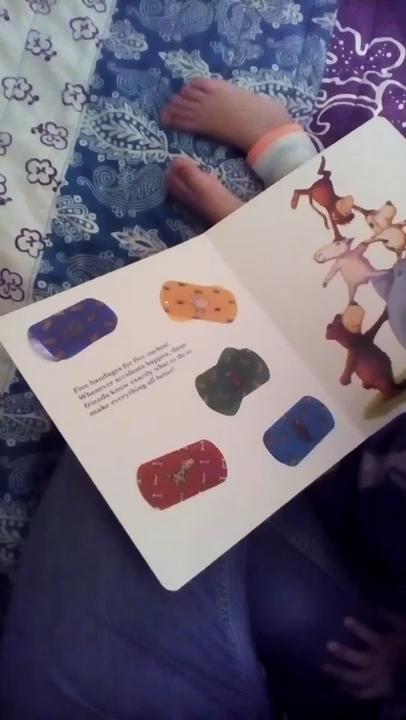 Five bandages for five ouches!
Whenever accidents happen, these
friends know exactly what to do to
make everything all better!